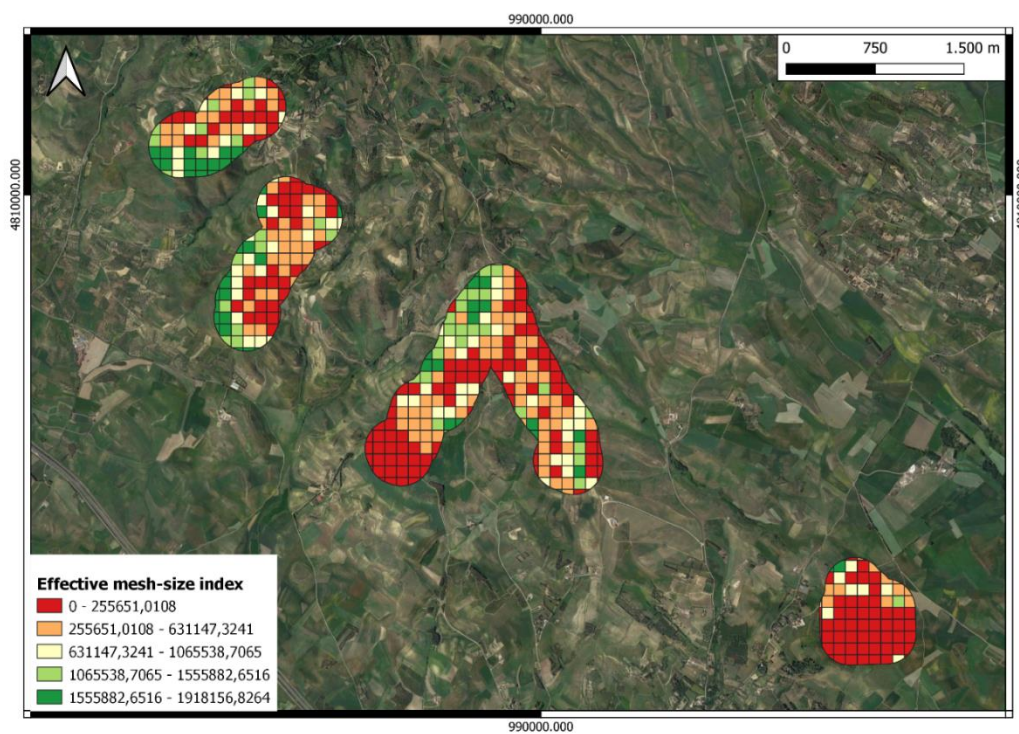 990000.000
0 750 1.500 m
4810000.000
Effective mesh-size index
0 - 255651,0108
255651,0108 - 631147,3241
631147,3241 - 1065538,7065
1065538,7065 - 1555882,6516
1555882,6516 - 1918156,8264
990000.000